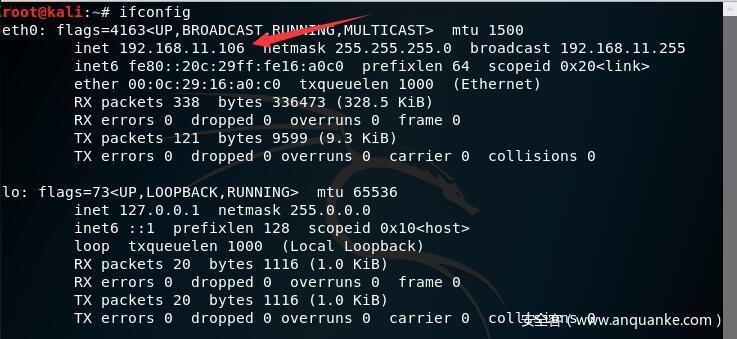 root@kali:~# ifconfig
eth0: flags=4163<UP,BROADCAST,RUNNING,MULTICAST>  mtu 1500
        inet 192.168.11.106  netmask 255.255.255.0  broadcast 192.168.11.255
        inet6 fe80::20c:29ff:fe16:a0c0  prefixlen 64  scopeid 0x20<link>
        ether 00:0c:29:16:a0:c0  txqueuelen 1000  (Ethernet)
        RX packets 338  bytes 336473 (328.5 KiB)
        RX errors 0  dropped 0  overruns 0  frame 0
        TX packets 121  bytes 9599 (9.3 KiB)
        TX errors 0  dropped 0 overruns 0  carrier 0  collisions 0

lo: flags=73<UP,LOOPBACK,RUNNING>  mtu 65536
        inet 127.0.0.1  netmask 255.0.0.0
        inet6 ::1  prefixlen 128  scopeid 0x10<host>
        loop  txqueuelen 1000  (Local Loopback)
        RX packets 20  bytes 1116 (1.0 KiB)
        RX errors 0  dropped 0  overruns 0  frame 0
        TX packets 20  bytes 1116 (1.0 KiB)
        TX errors 0  dropped 0 overruns 0  carrier 0  collisions 0
安全客 ( www.anquanke.com )